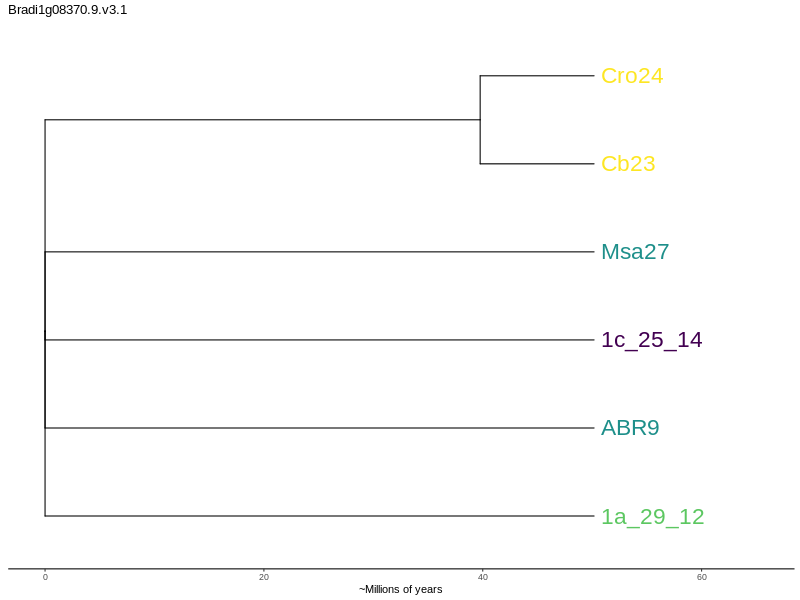 Bradi1g08370.9.v3.1
Cro24
Cb23
Msa27
1c_25_14
ABR9
1a_29_12
0 20 40 60
~Millions of years